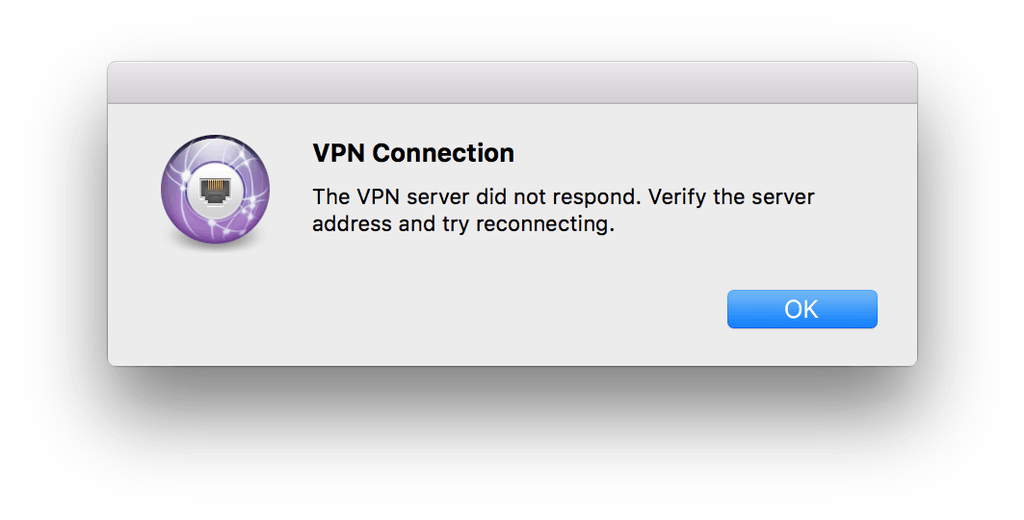 VPN Connection
The VPN server did not respond. Verify the server
address and try reconnecting.
OK